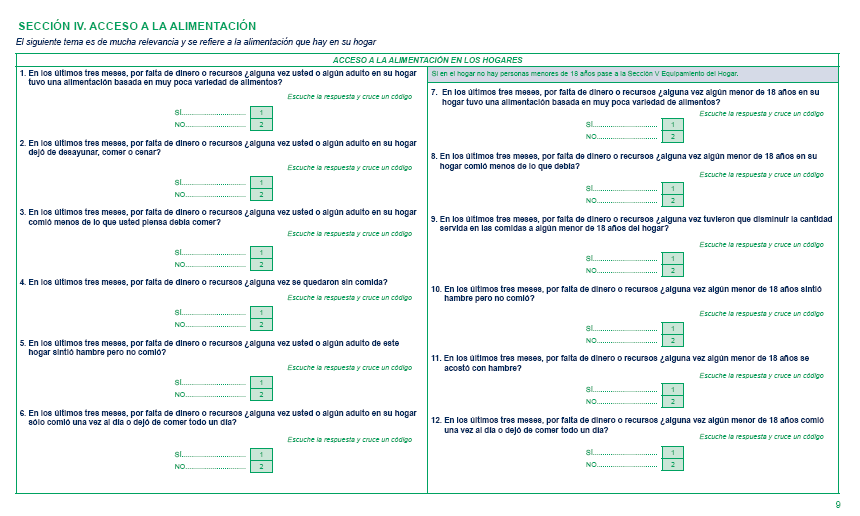 SECCIÓN IV. ACCESO A LA ALIMENTACIÓN
El siguiente tema es de mucha relevancia y se refiere a la alimentación que hay en su hogar
ACCESO A LA ALIMENTACIÓN EN LOS HOGARES
1. En los últimos tres meses, por falta de dinero o recursos ¿alguna vez usted o algún adulto en su hogar
tuvo una alimentación basada en muy poca variedad de alimentos?
Escuche la respuesta y cruce un código
SÍ................................ 1
NO.............................. 2
2. En los últimos tres meses, por falta de dinero o recursos ¿alguna vez usted o algún adulto en su hogar
dejó de desayunar, comer o cenar?
Escuche la respuesta y cruce un código
SÍ................................ 1
NO.............................. 2
3. En los últimos tres meses, por falta de dinero o recursos ¿alguna vez usted o algún adulto en su hogar
comió menos de lo que usted piensa debía comer?
Escuche la respuesta y cruce un código
SÍ................................ 1
NO.............................. 2
4. En los últimos tres meses, por falta de dinero o recursos ¿alguna vez se quedaron sin comida?
Escuche la respuesta y cruce un código
SÍ................................ 1
NO.............................. 2
5. En los últimos tres meses, por falta de dinero o recursos ¿alguna vez usted o algún adulto de este
hogar sintió hambre pero no comió?
Escuche la respuesta y cruce un código
SÍ................................ 1
NO.............................. 2
6. En los últimos tres meses, por falta de dinero o recursos ¿alguna vez usted o algún adulto en su hogar
sólo comió una vez al día o dejó de comer todo un día?
Escuche la respuesta y cruce un código
SÍ................................ 1
NO.............................. 2
Si en el hogar no hay personas menores de 18 años pase a la Sección V Equipamiento del Hogar.
7. En los últimos tres meses, por falta de dinero o recursos ¿alguna vez algún menor de 18 años en su
hogar tuvo una alimentación basada en muy poca variedad de alimentos?
Escuche la respuesta y cruce un código
SÍ................................ 1
NO.............................. 2
8. En los últimos tres meses, por falta de dinero o recursos ¿alguna vez algún menor de 18 años en su
hogar comió menos de lo que debía?
Escuche la respuesta y cruce un código
SÍ................................ 1
NO.............................. 2
9. En los últimos tres meses, por falta de dinero o recursos ¿alguna vez tuvieron que disminuir la cantidad
servida en las comidas a algún menor de 18 años del hogar?
Escuche la respuesta y cruce un código
SÍ................................ 1
NO.............................. 2
10. En los últimos tres meses, por falta de dinero o recursos ¿alguna vez algún menor de 18 años sintió
hambre pero no comió?
Escuche la respuesta y cruce un código
SÍ................................ 1
NO.............................. 2
11. En los últimos tres meses, por falta de dinero o recursos ¿alguna vez algún menor de 18 años se
acostó con hambre?
Escuche la respuesta y cruce un código
SÍ................................ 1
NO.............................. 2
12. En los últimos tres meses, por falta de dinero o recursos ¿alguna vez algún menor de 18 años comió
una vez al día o dejó de comer todo un día?
Escuche la respuesta y cruce un código
SÍ................................ 1
NO.............................. 2
9